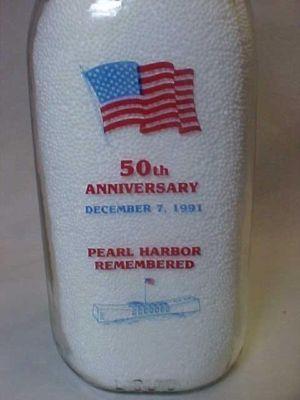 50th
ANNIVERSARY
DECEMBER 7, 1991
PEARL HARBOR
REMEMBERED